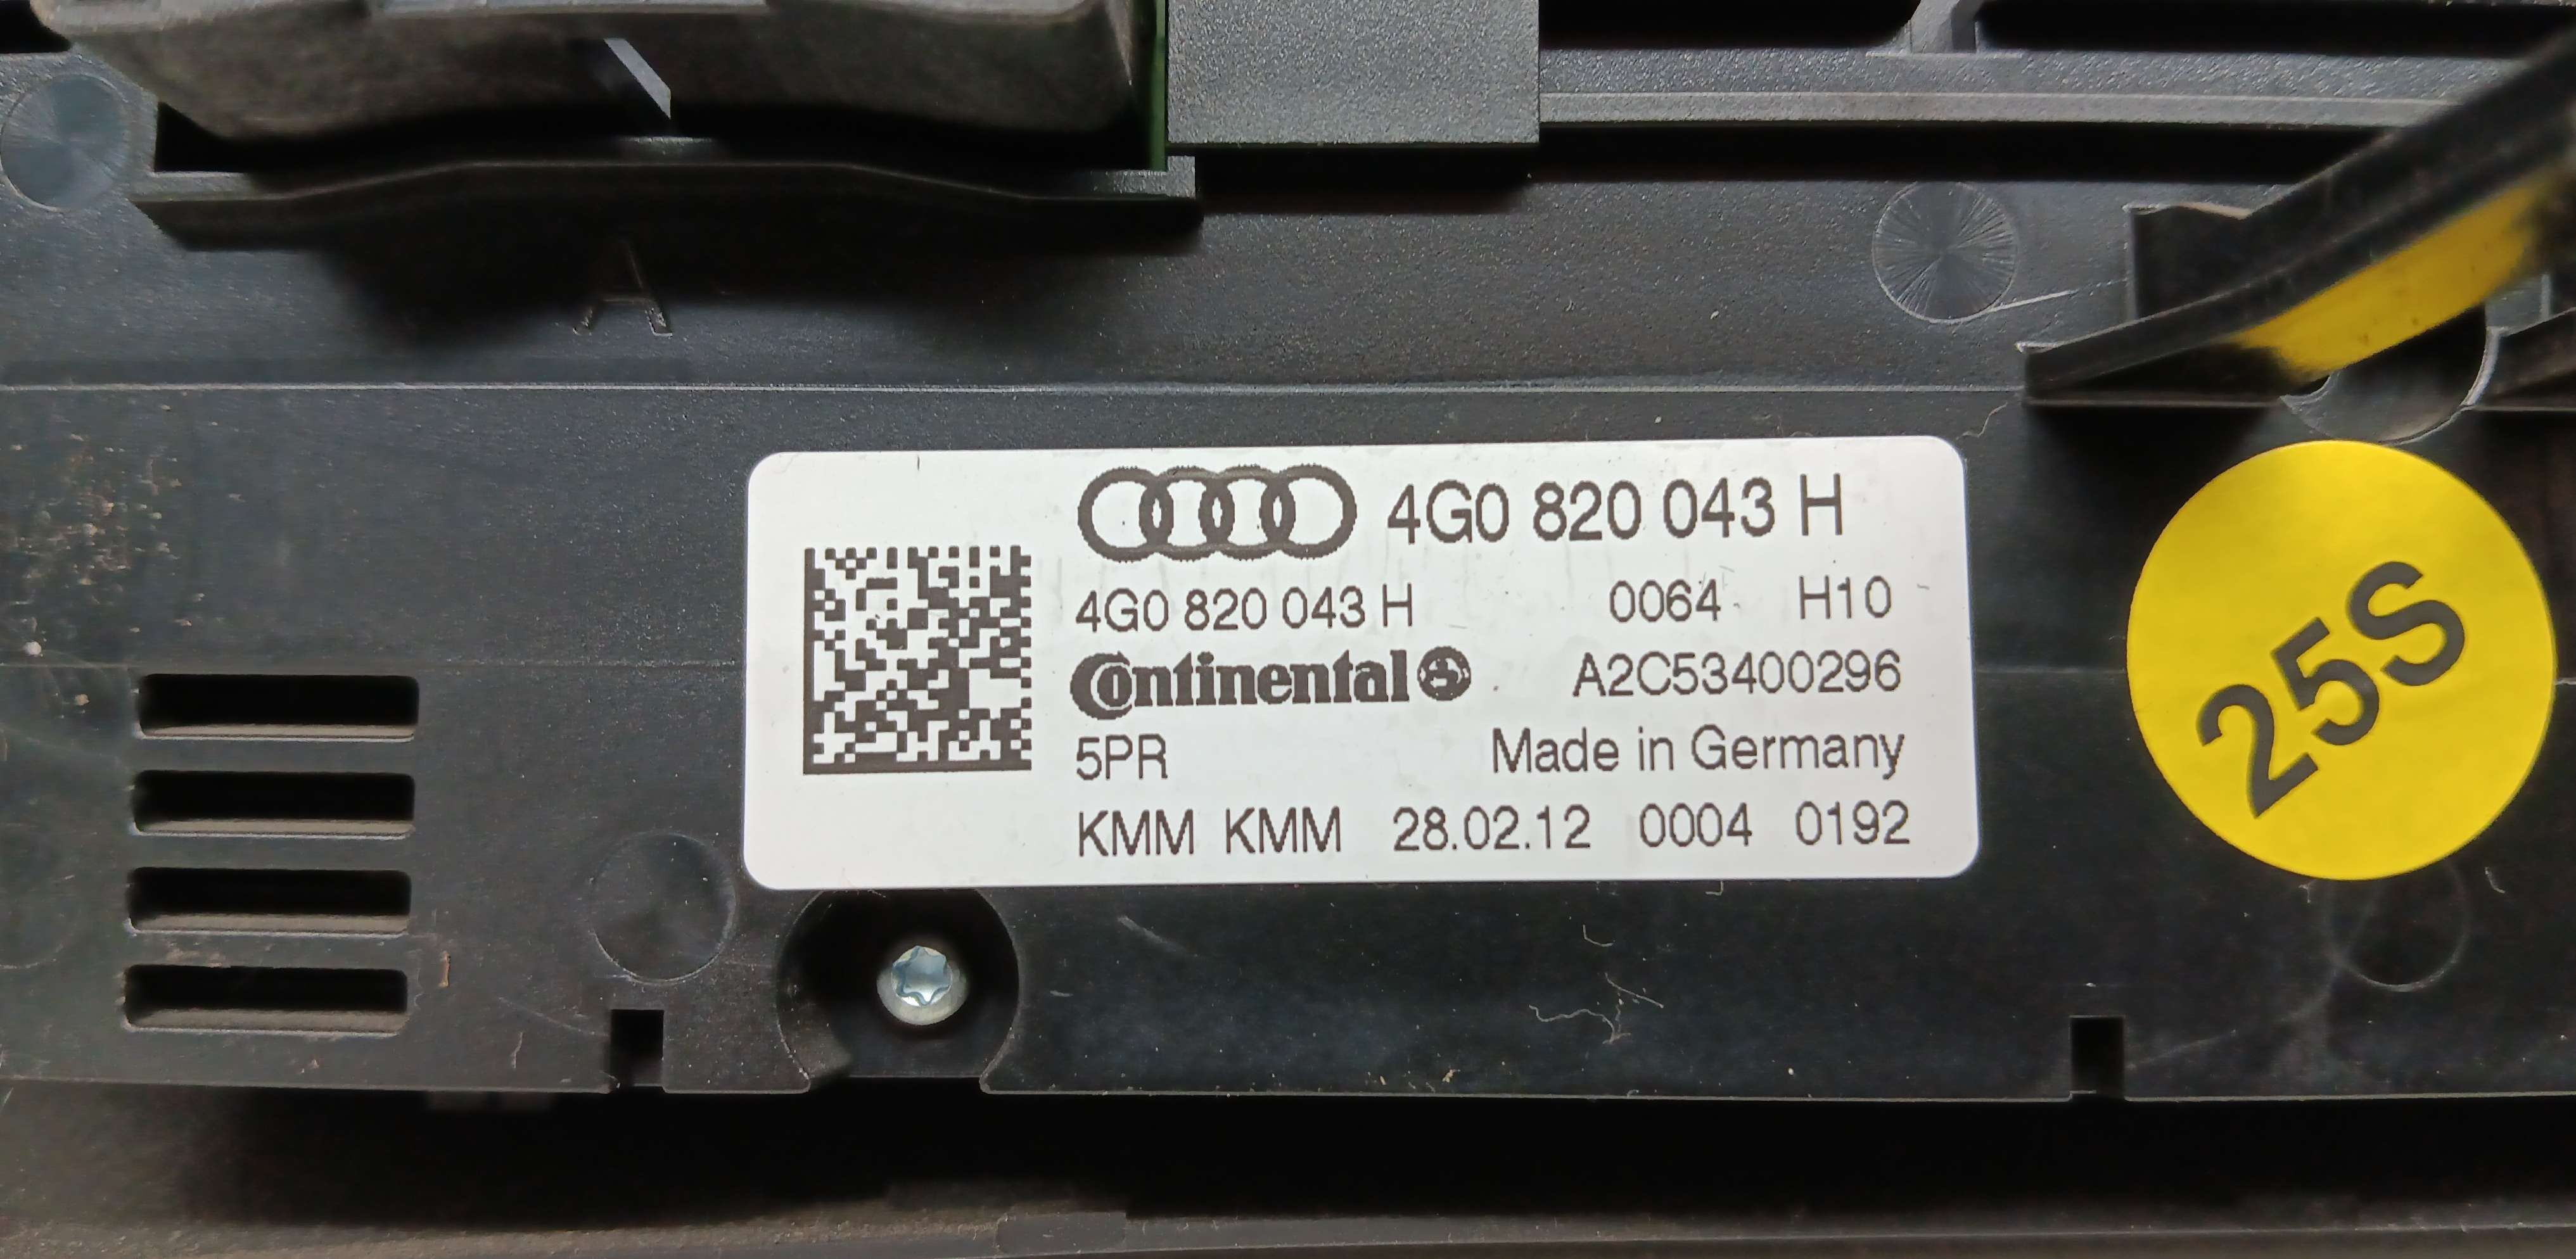 A
4G0 820 043 H
4G0 820 043 H 0064 H10
Continental A2C53400296
5PR Made in Germany
KMM KMM 28.02.12 0004 0192
25S